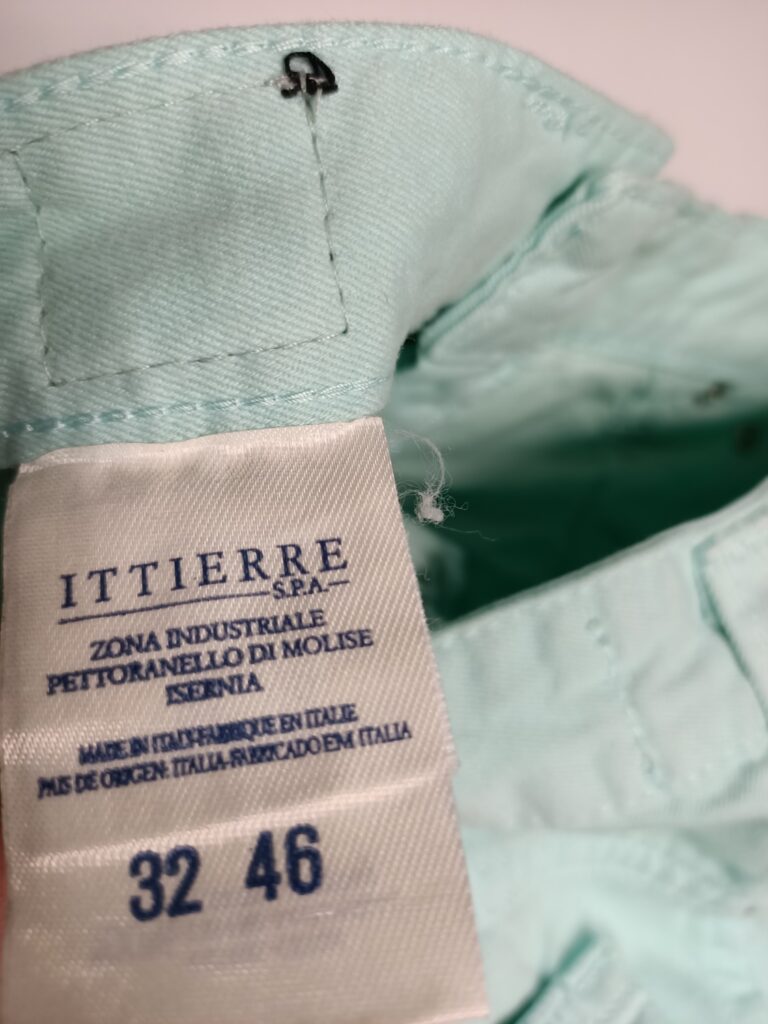 ITTIERRE
S.P.A.
ZONA INDUSTRIALE
PETTORANELLO DI MOLISE
ISERNIA
MADE IN ITALY-FABRIQUE EN ITALIE
PAIS DE ORIGEN: ITALIA-FABRICADO EM ITALIA
32 46